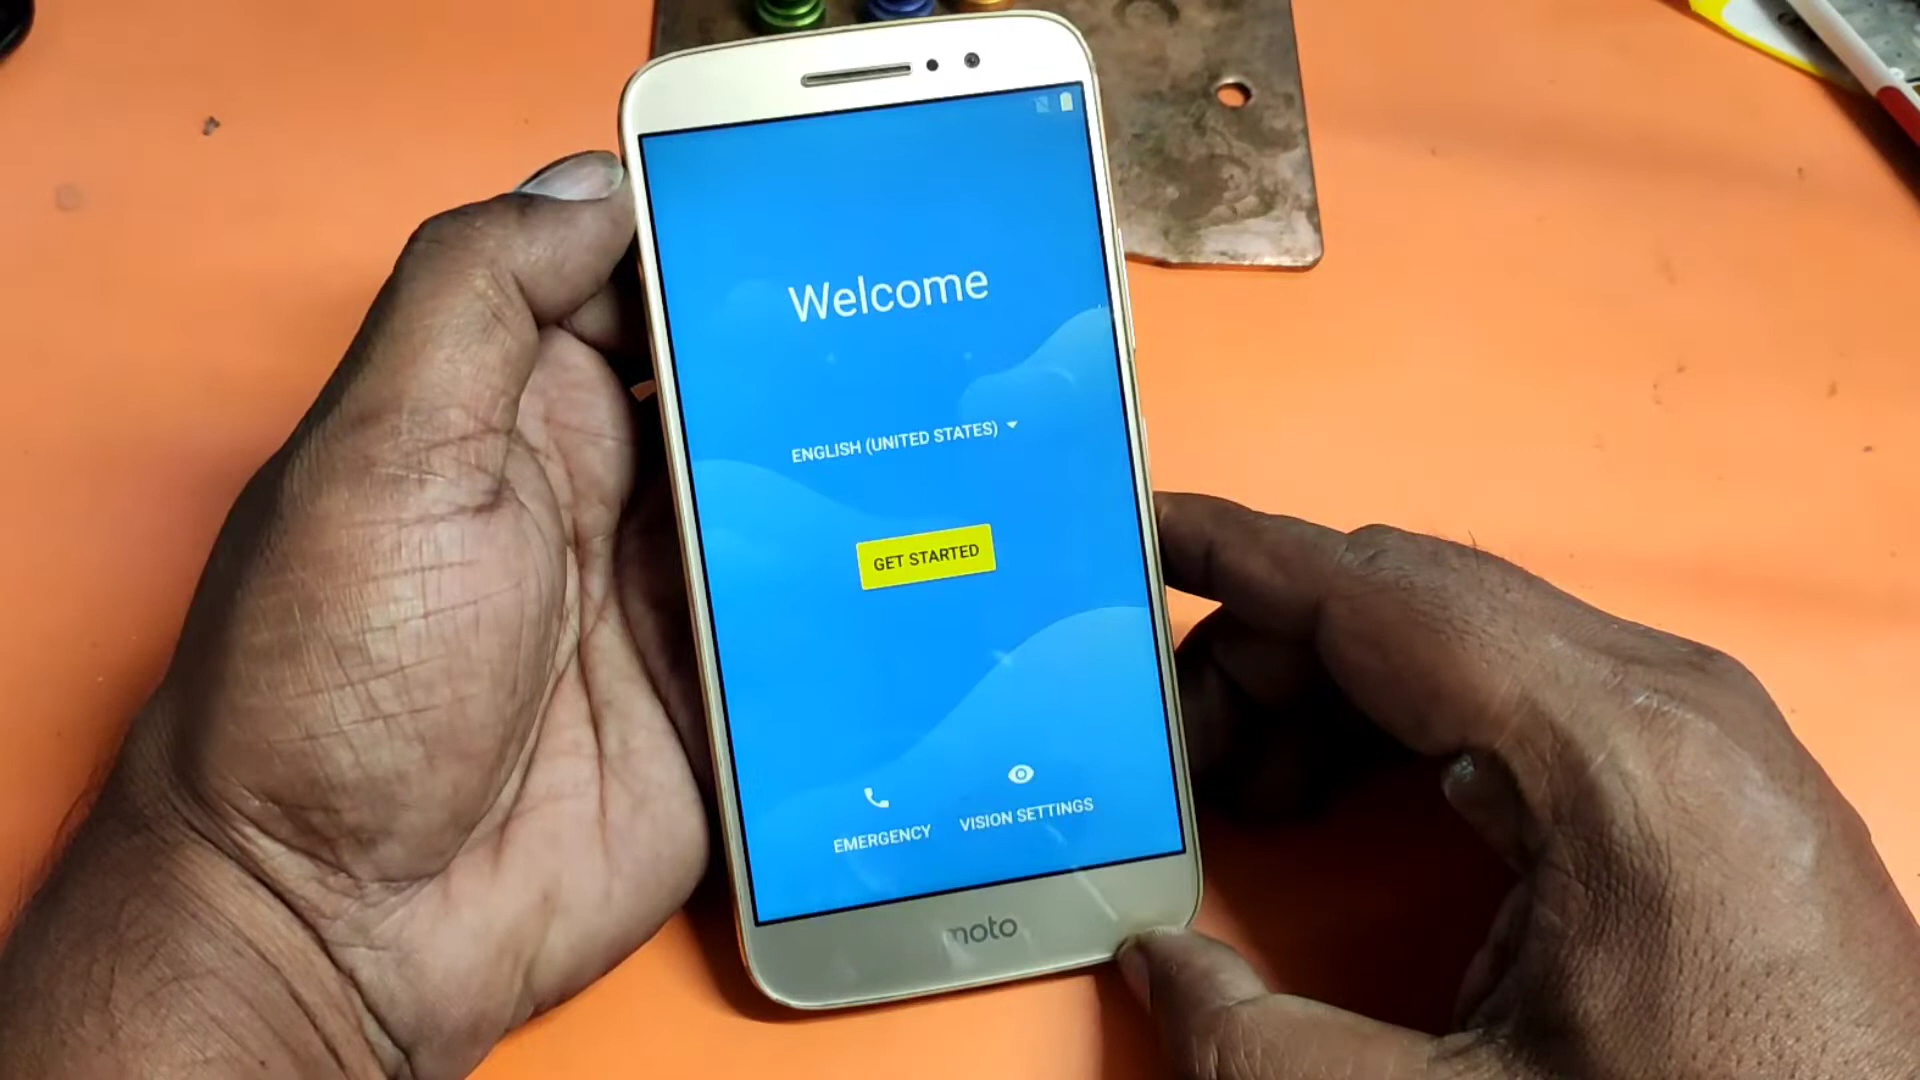 Welcome
ENGLISH (UNITED STATES)
GET STARTED
EMERGENCY
VISION SETTINGS
moto